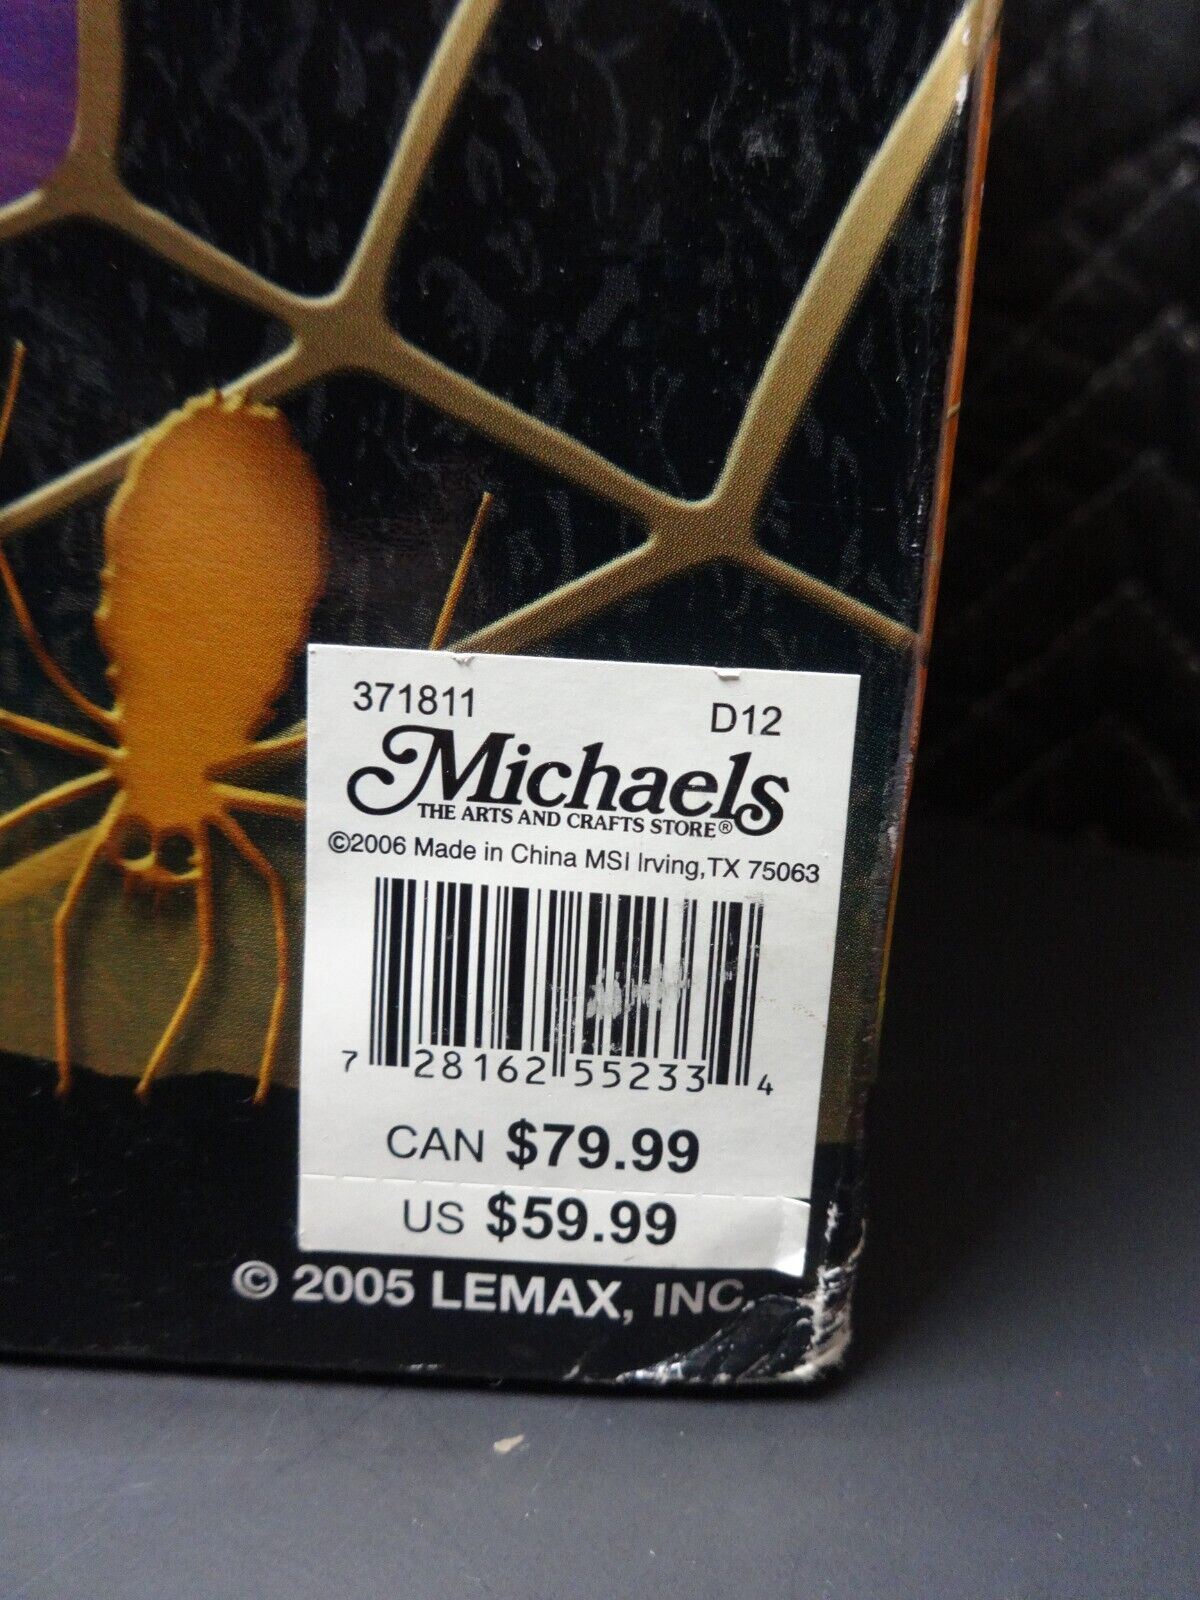 371811 D12
Michaels
THE ARTS AND CRAFTS STORE®
©2006 Made in China MSI Irving,TX 75063
7 28162 55233 4
CAN $79.99
US $59.99
© 2005 LEMAX, INC.